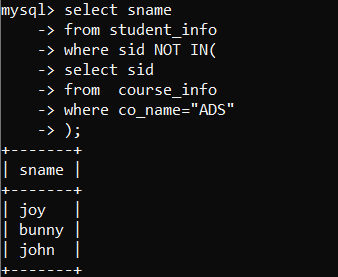 mysql> select sname
    -> from student_info
    -> where sid NOT IN(
    -> select sid
    -> from  course_info
    -> where co_name="ADS"
    -> );
+-------+
| sname |
+-------+
| joy   |
| bunny |
| john  |
+-------+